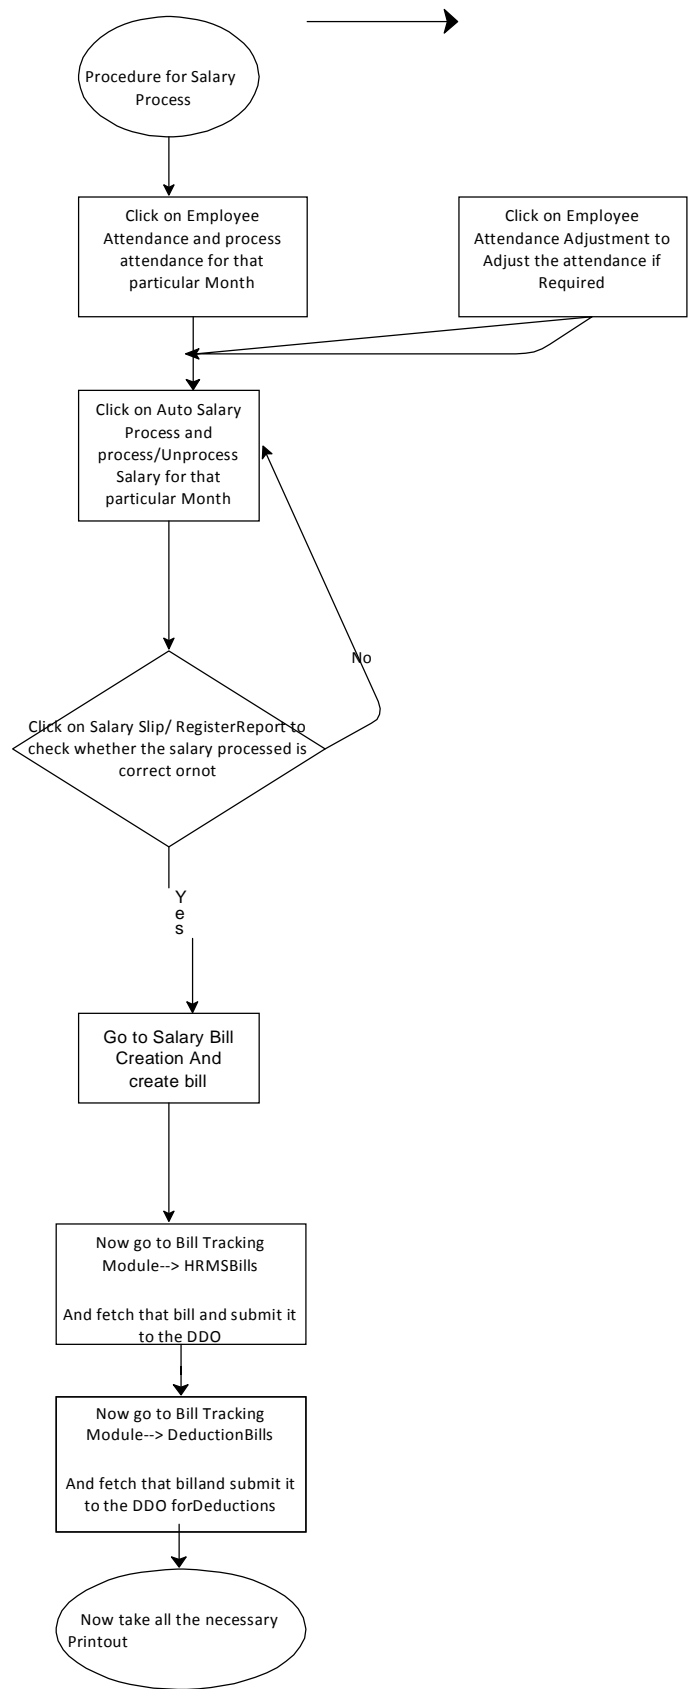 Procedure for Salary
Process
Click on Employee
Attendance and process
attendance for that
particular Month
Click on Employee
Attendance Adjustment to
Adjust the attendance if
Required
Click on Auto Salary
Process and
process/Unprocess
Salary for that
particular Month
No
Click on Salary Slip/ RegisterReport to
check whether the salary processed is
correct ornot
Y
e
s
Go to Salary Bill
Creation And
create bill
Now go to Bill Tracking
Module--> HRMSBills
And fetch that bill and submit it
to the DDO
Now go to Bill Tracking
Module--> DeductionBills
And fetch that billand submit it
to the DDO forDeductions
Now take all the necessary
Printout